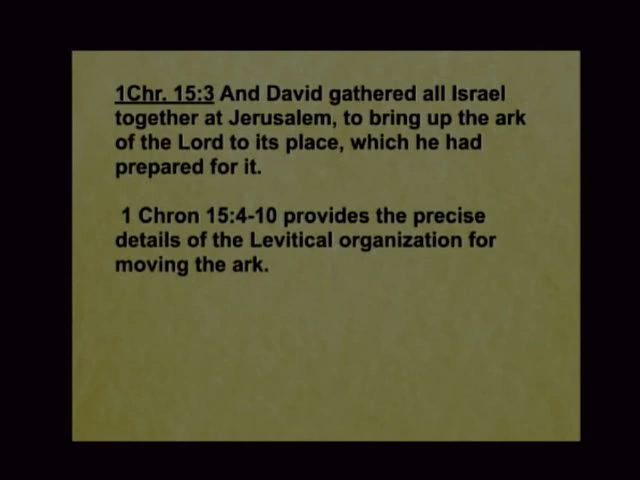 1Chr. 15:3 And David gathered all Israel
together at Jerusalem, to bring up the ark
of the Lord to its place, which he had
prepared for it.
1 Chron 15:4-10 provides the precise
details of the Levitical organization for
moving the ark.